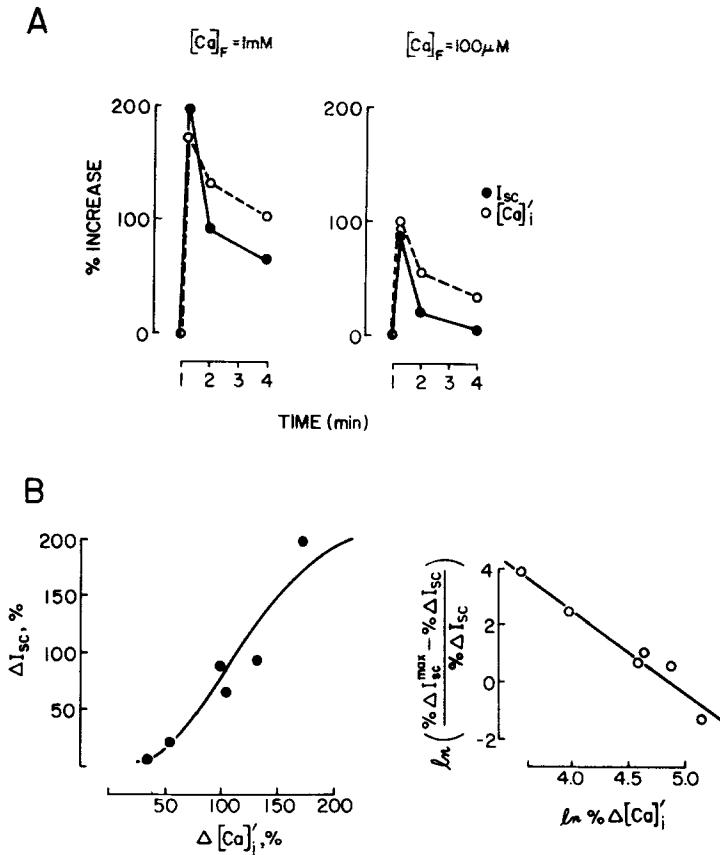 A
[Ca]F = 1mM
[Ca]F = 100μM
200
100
0
% INCREASE
1 2 3 4
200
100
0
1 2 3 4
● Isc
○ [Ca]'i
TIME (min)
B
200
150
100
50
ΔIsc, %
50 100 150 200
Δ[Ca]'i, %
4
2
0
-2
ln (% ΔIsc^max - % ΔIsc / % ΔIsc)
4.0 4.5 5.0
ln % Δ[Ca]'i